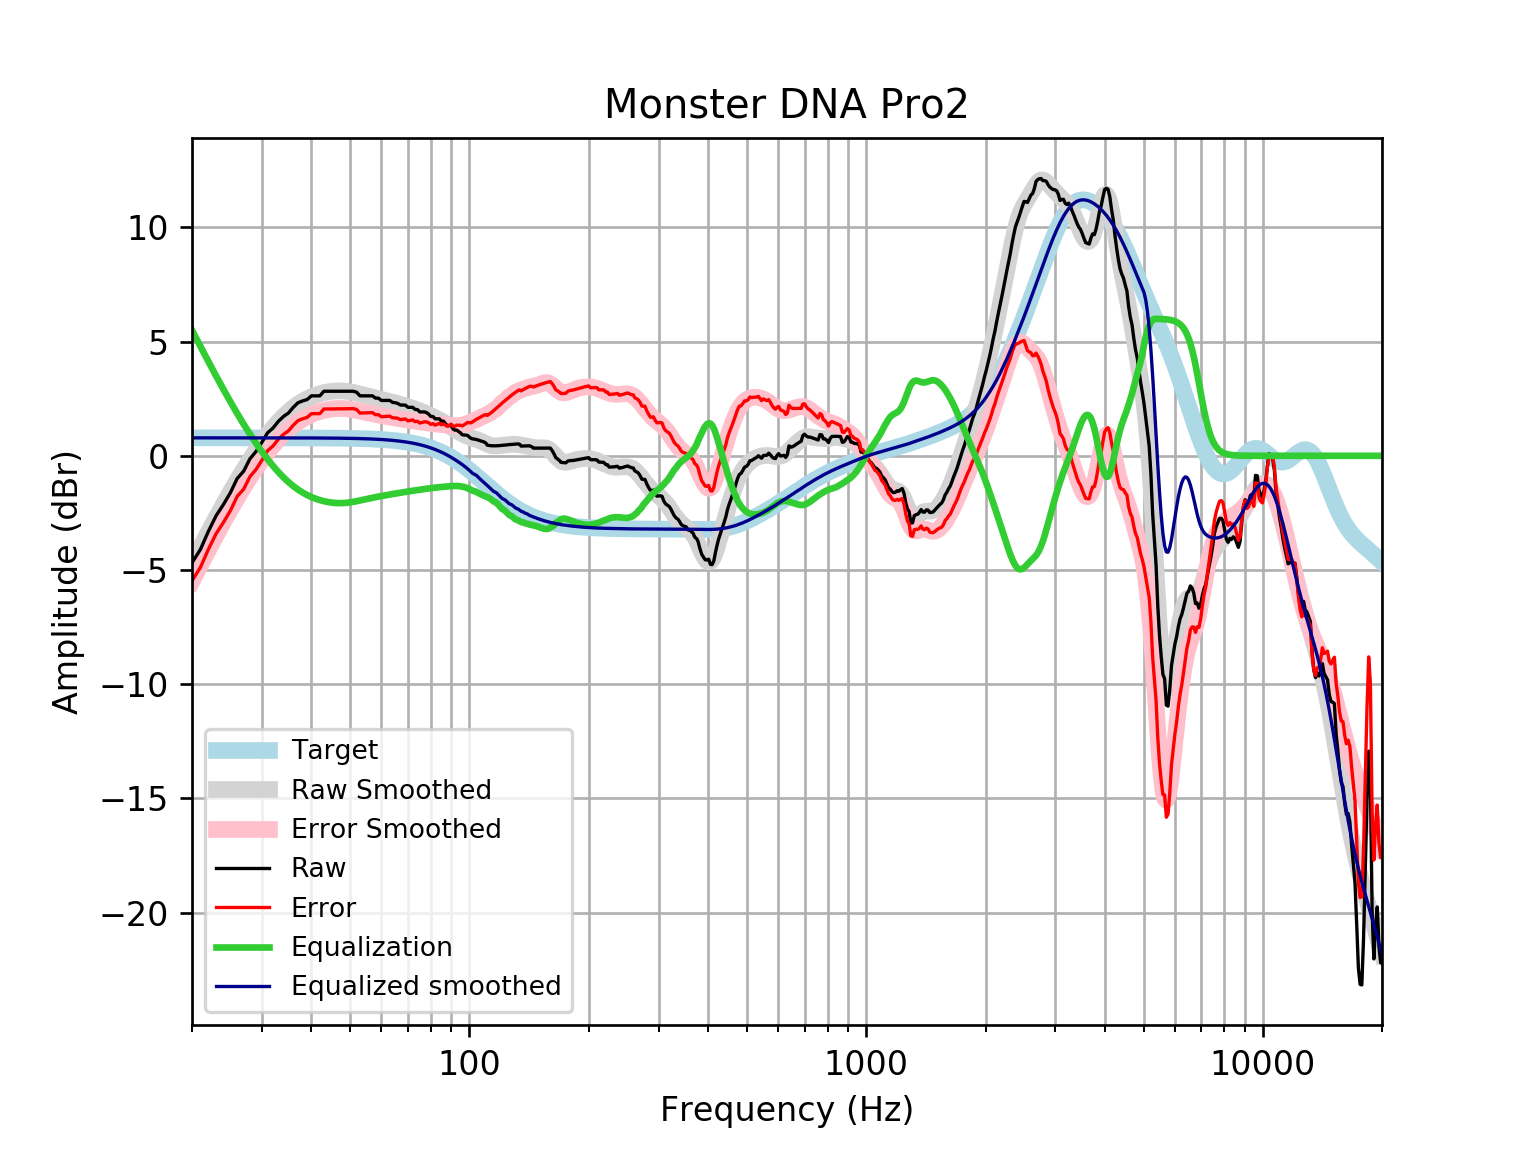 Monster DNA Pro2
Amplitude (dBr)
10
5
0
−5
−10
−15
−20
Target
Raw Smoothed
Error Smoothed
Raw
Error
Equalization
Equalized smoothed
100
1000
10000
Frequency (Hz)